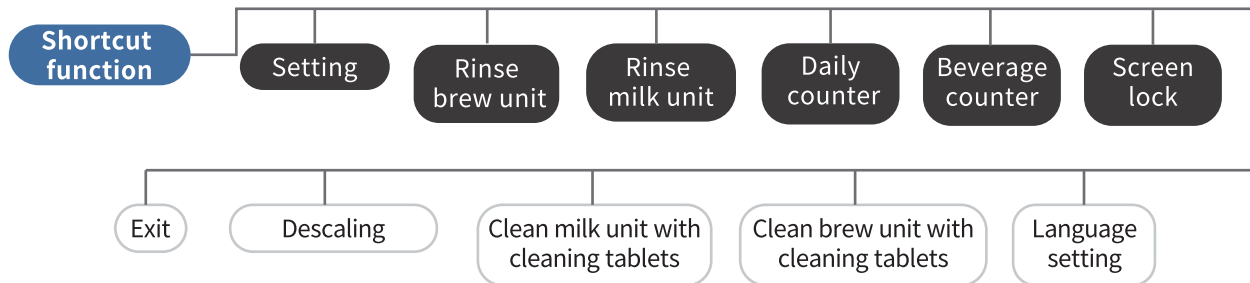 Shortcut
function
Setting
Rinse
brew unit
Rinse
milk unit
Daily
counter
Beverage
counter
Screen
lock
Exit
Descaling
Clean milk unit with
cleaning tablets
Clean brew unit with
cleaning tablets
Language
setting